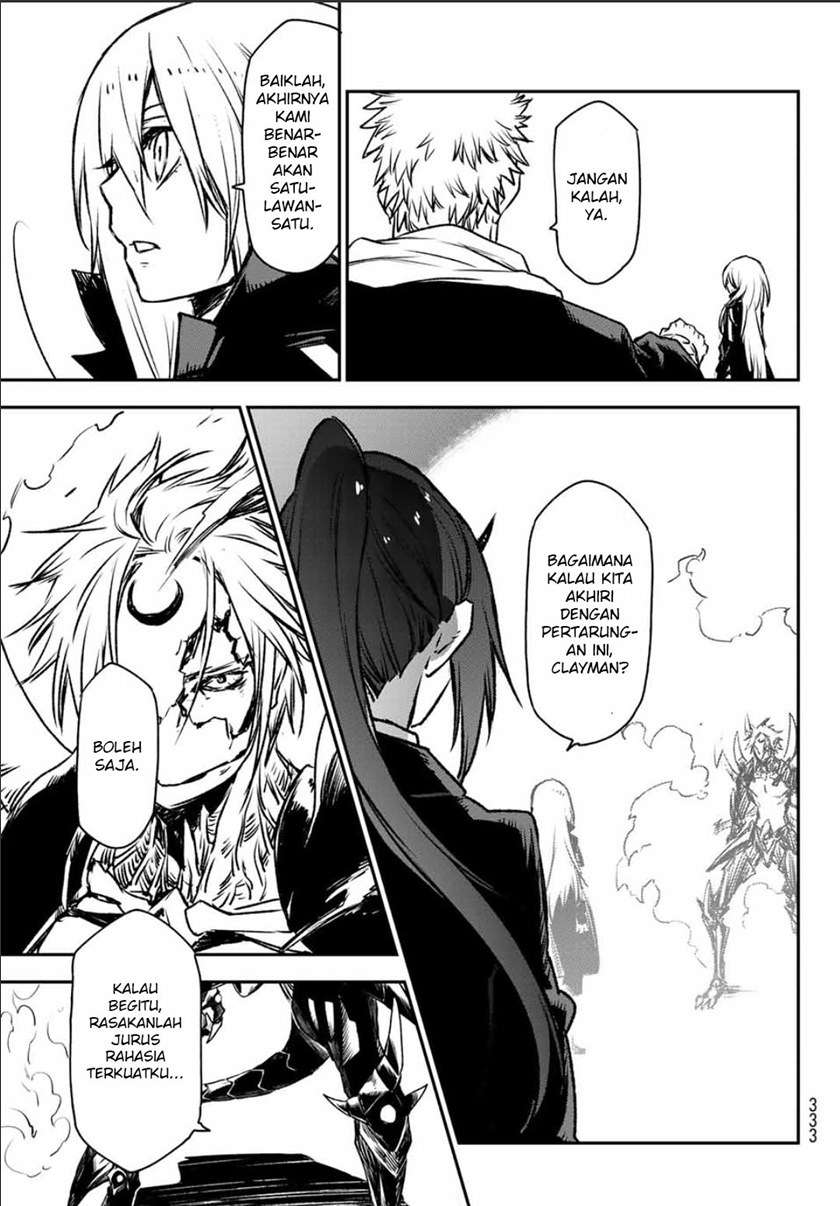 JANGAN
KALAH,
YA.
BAIKLAH,
AKHIRNYA
KAMI
BENAR-
BENAR
AKAN
SATU-
LAWAN-
SATU.
BAGAIMANA
KALAU KITA
AKHIRI
DENGAN
PERTARUNG-
AN INI,
CLAYMAN?
BOLEH
SAJA.
KALAU
BEGITU,
RASAKANLAH
JURUS
RAHASIA
TERKUATKU...
333